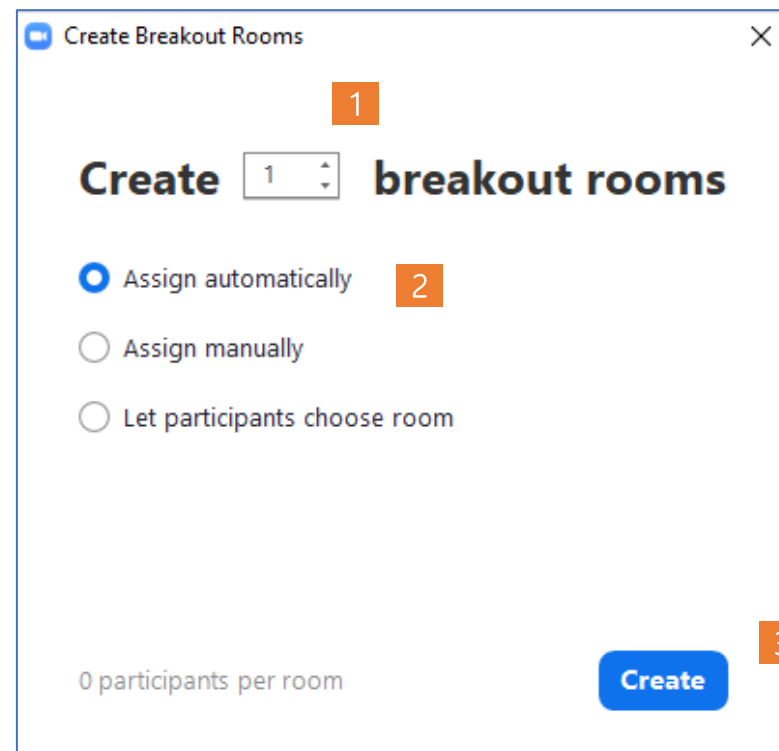 Create Breakout Rooms
1
Create 1 breakout rooms
Assign automatically 2
Assign manually
Let participants choose room
3
0 participants per room Create